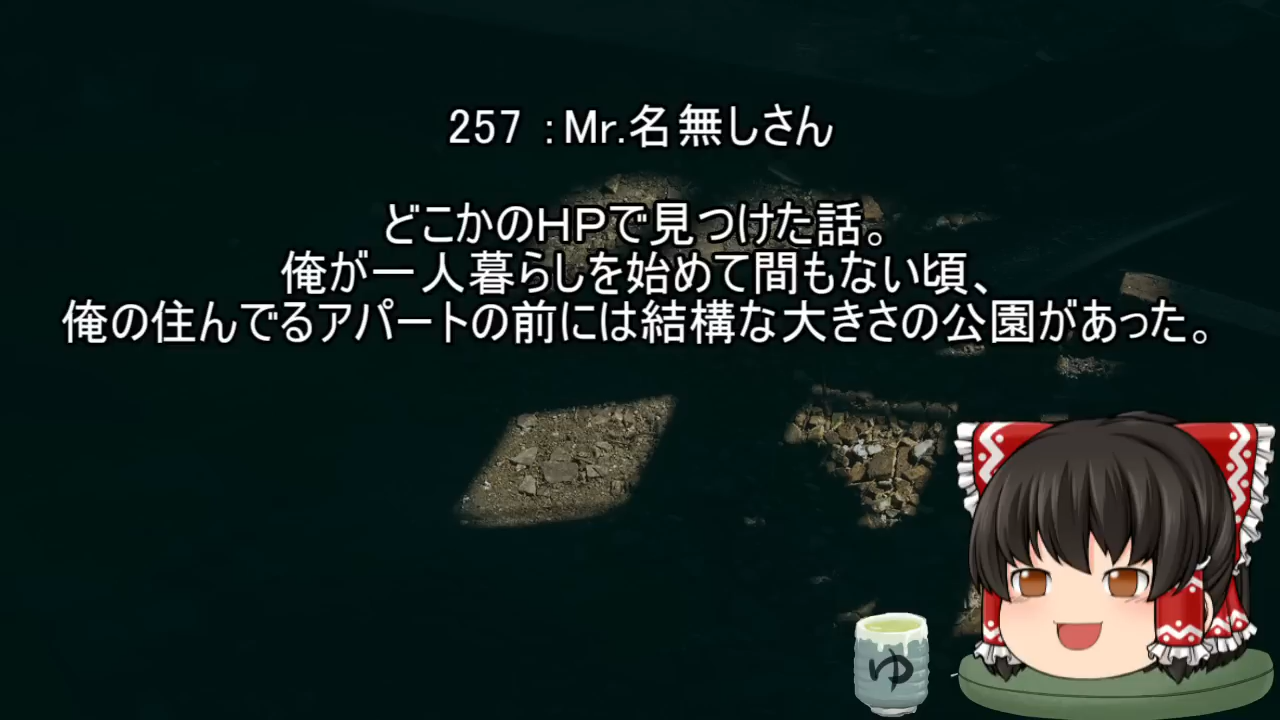 257 :Mr.名無しさん
どこかのHPで見つけた話。
俺が一人暮らしを始めて間もない頃、
俺の住んでるアパートの前には結構な大きさの公園があった。
ゆ